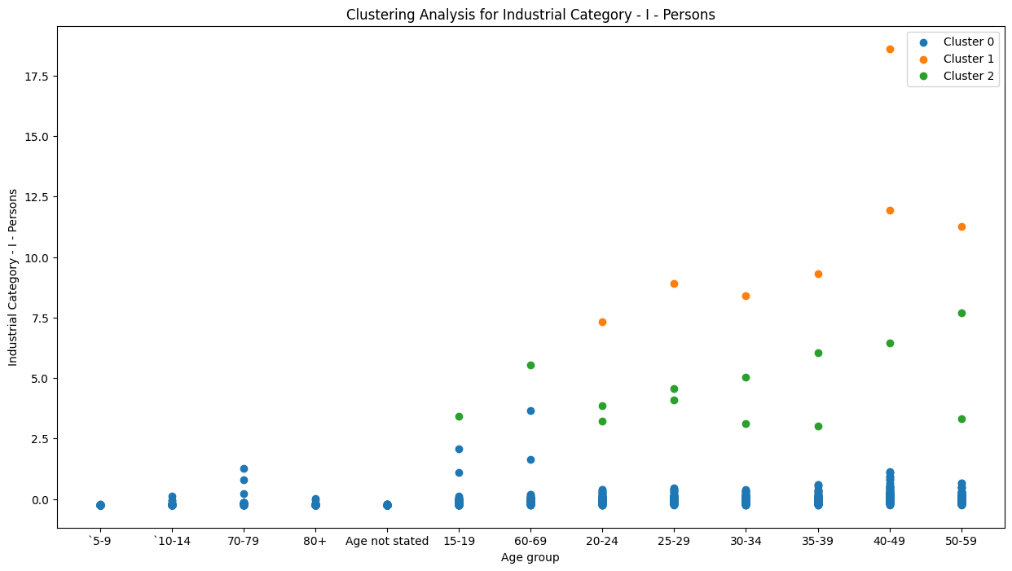 Clustering Analysis for Industrial Category - I - Persons
Cluster 0
Cluster 1
Cluster 2
17.5
15.0
12.5
10.0
7.5
5.0
2.5
0.0
Industrial Category - I - Persons
`5-9 `10-14 70-79 80+ Age not stated 15-19 60-69 20-24 25-29 30-34 35-39 40-49 50-59
Age group